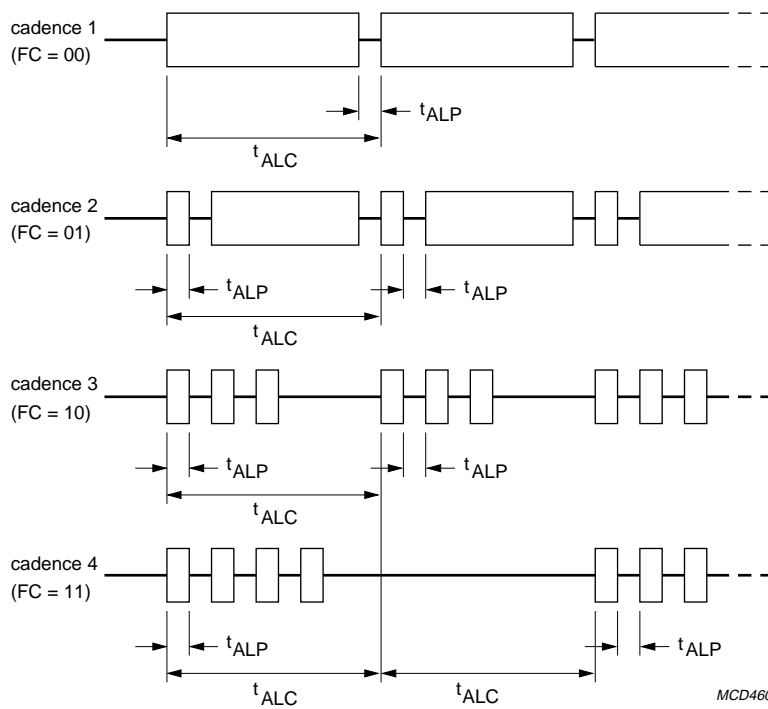 cadence 1
(FC = 00)
tALP
tALC
cadence 2
(FC = 01)
tALP
tALP
tALC
cadence 3
(FC = 10)
tALP
tALP
tALC
cadence 4
(FC = 11)
tALP
tALP
tALC
tALC
MCD460